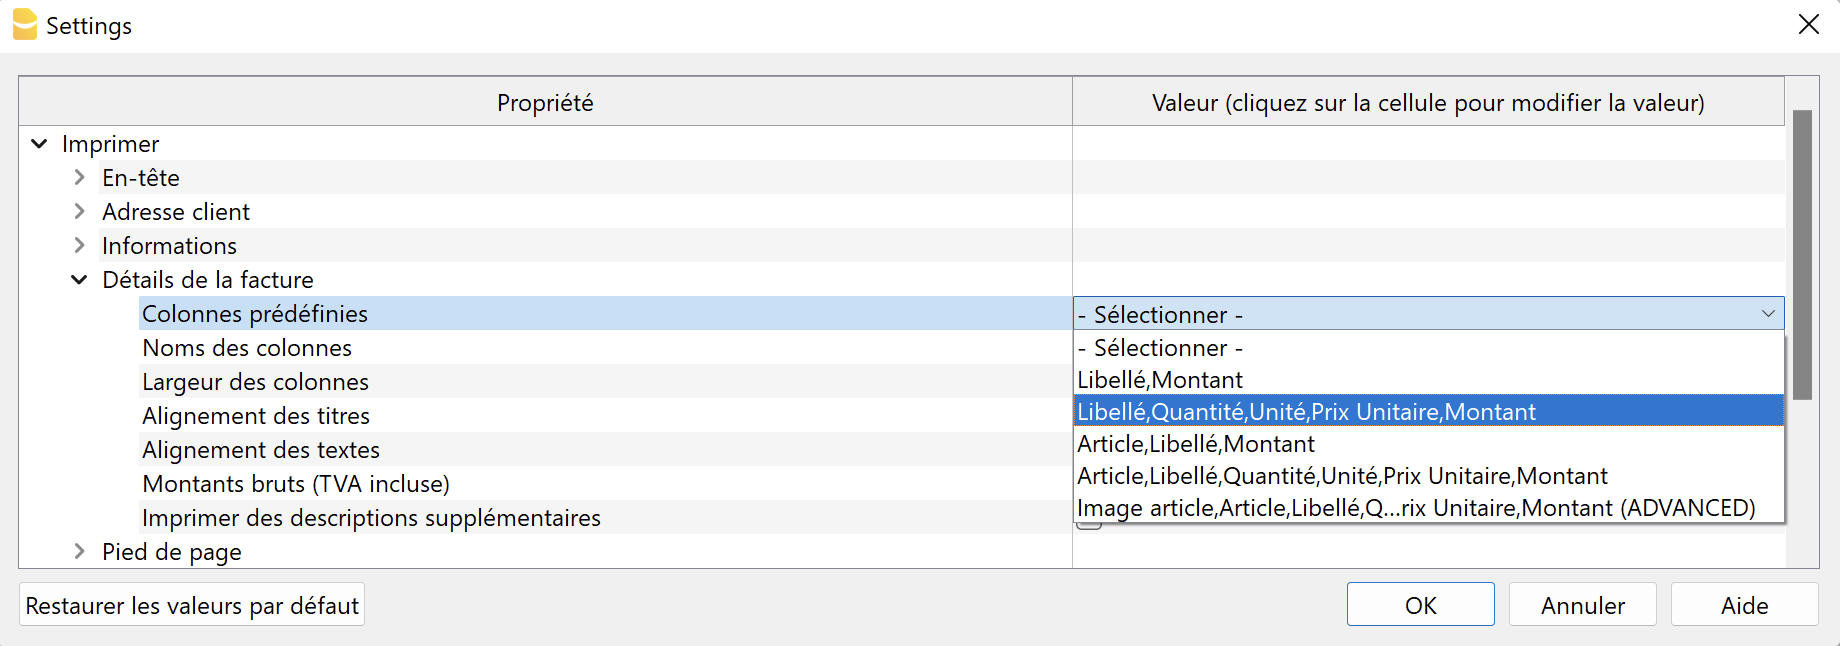 Settings
Propriété
Valeur (cliquez sur la cellule pour modifier la valeur)
Imprimer
En-tête
Adresse client
Informations
Détails de la facture
Colonnes prédéfinies
- Sélectionner -
Noms des colonnes
- Sélectionner -
Largeur des colonnes
Libellé,Montant
Alignement des titres
Libellé,Quantité,Unité,Prix Unitaire,Montant
Alignement des textes
Article,Libellé,Montant
Montants bruts (TVA incluse)
Article,Libellé,Quantité,Unité,Prix Unitaire,Montant
Imprimer des descriptions supplémentaires
Image article,Article,Libellé,Q...rix Unitaire,Montant (ADVANCED)
Pied de page
Restaurer les valeurs par défaut
OK
Annuler
Aide